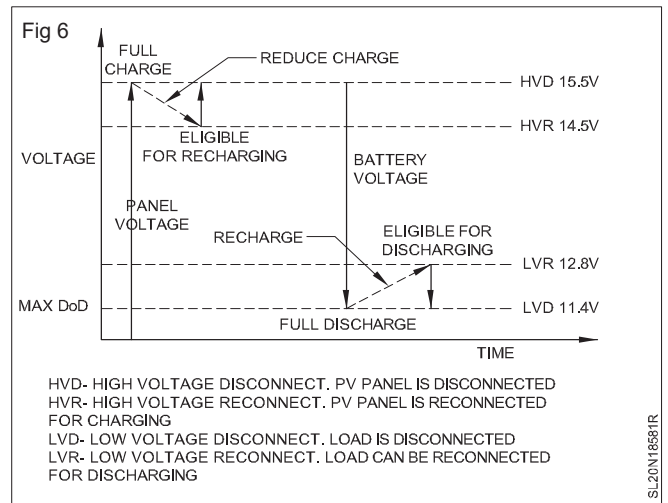 Fig 6
FULL
CHARGE
REDUCE CHARGE
HVD 15.5V
HVR 14.5V
ELIGIBLE
FOR RECHARGING
VOLTAGE
BATTERY
VOLTAGE
PANEL
VOLTAGE
ELIGIBLE FOR
DISCHARGING
RECHARGE
LVR 12.8V
MAX DoD
LVD 11.4V
FULL DISCHARGE
TIME
HVD- HIGH VOLTAGE DISCONNECT. PV PANEL IS DISCONNECTED
HVR- HIGH VOLTAGE RECONNECT. PV PANEL IS RECONNECTED
FOR CHARGING
LVD- LOW VOLTAGE DISCONNECT. LOAD IS DISCONNECTED
LVR- LOW VOLTAGE RECONNECT. LOAD CAN BE RECONNECTED
FOR DISCHARGING
SL20N18581R